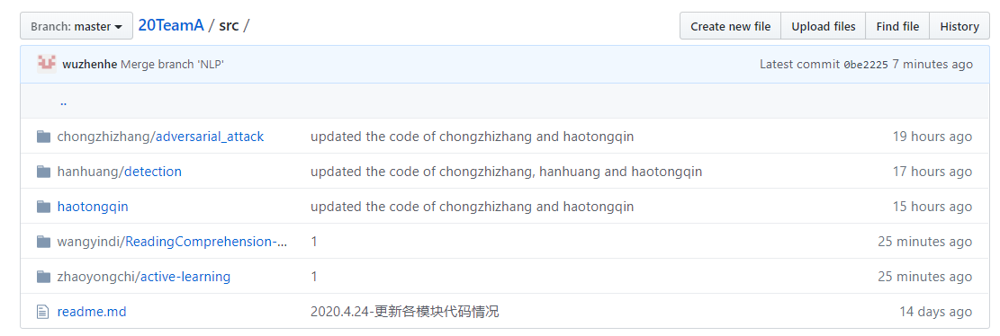 Branch: master 20TeamA / src / Create new file Upload files Find file History
wuzhenhe Merge branch 'NLP' Latest commit 0be2225 7 minutes ago
..
chongzhizhang/adversarial_attack updated the code of chongzhizhang and haotongqin 19 hours ago
hanhuang/detection updated the code of chongzhizhang, hanhuang and haotongqin 17 hours ago
haotongqin updated the code of chongzhizhang and haotongqin 15 hours ago
wangyindi/ReadingComprehension-... 1 25 minutes ago
zhaoyongchi/active-learning 1 25 minutes ago
readme.md 2020.4.24-更新各模块代码情况 14 days ago